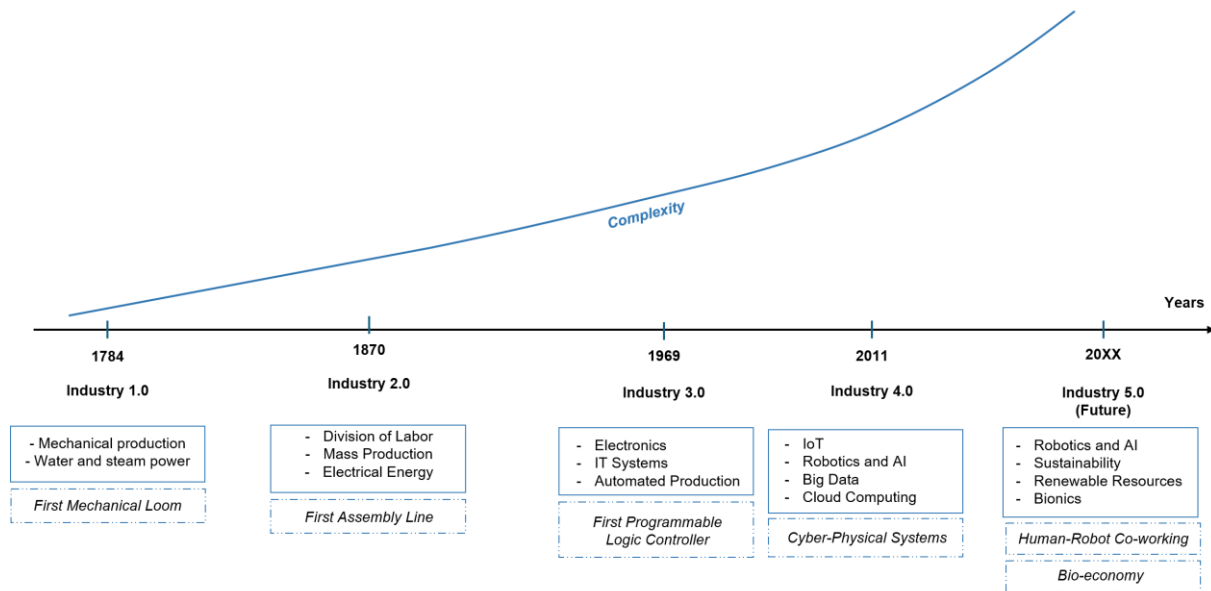 Complexity
Years
1784
1870
1969
2011
20XX
Industry 1.0
Industry 2.0
Industry 3.0
Industry 4.0
Industry 5.0
(Future)
- Mechanical production
- Water and steam power
First Mechanical Loom
- Division of Labor
- Mass Production
- Electrical Energy
First Assembly Line
- Electronics
- IT Systems
- Automated Production
First Programmable
Logic Controller
- IoT
- Robotics and AI
- Big Data
- Cloud Computing
Cyber-Physical Systems
- Robotics and AI
- Sustainability
- Renewable Resources
- Bionics
Human-Robot Co-working
Bio-economy